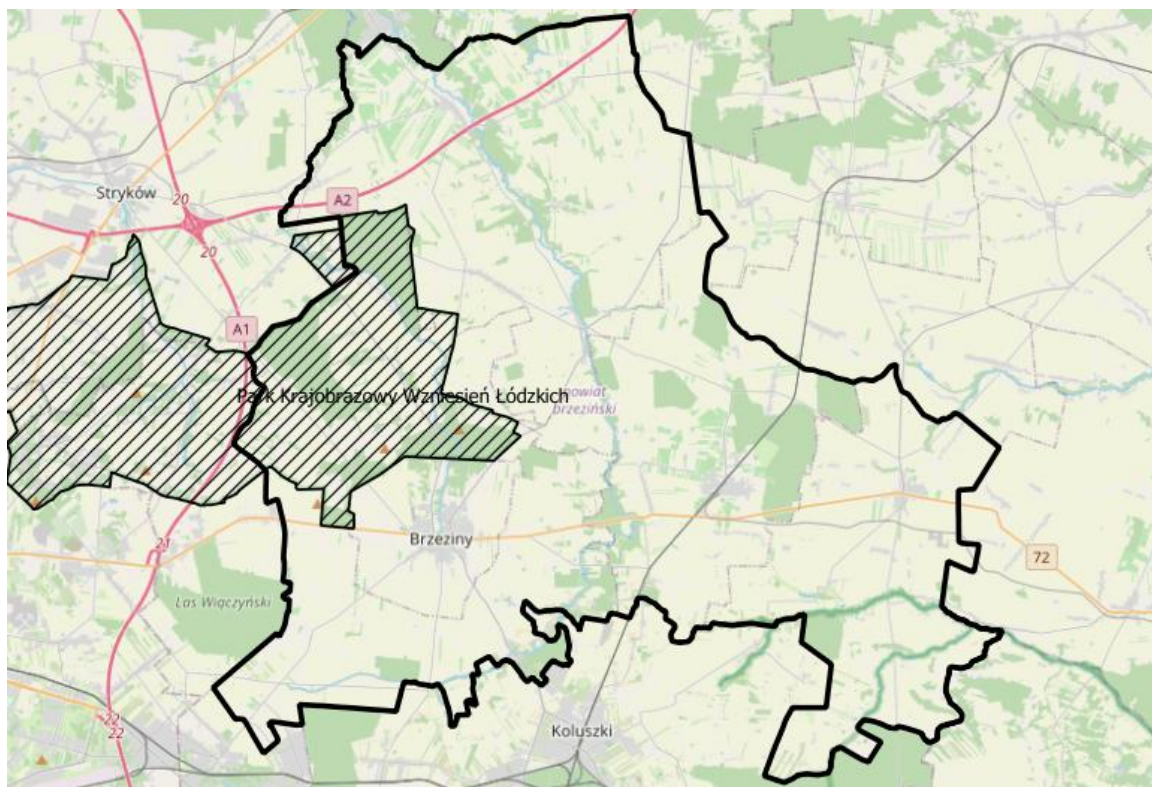 Stryków
20
20
A2
A1
Park Krajobrazowy Wzniesień Łódzkich
powiat
brzeziński
Brzeziny
21
72
Las Wiączyński
Koluszki
22
22